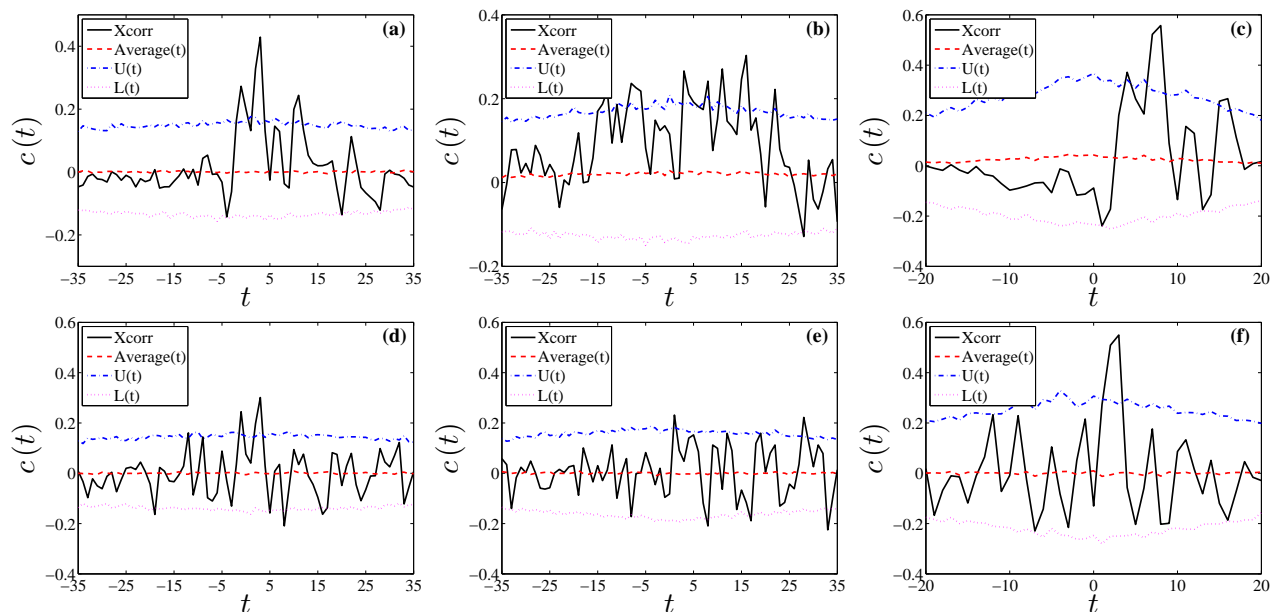 (a)
Xcorr
Average(t)
U(t)
L(t)
0.4
0.2
0
−0.2
−35 −25 −15 −5 5 15 25 35
c (t)
t
(b)
Xcorr
Average(t)
U(t)
L(t)
0.4
0.2
0
0.2
−35 −25 −15 −5 5 15 25 35
c (t)
t
(c)
Xcorr
Average(t)
U(t)
L(t)
0.6
0.4
0.2
0
−0.2
−0.4
−20 −10 0 10 20
c (t)
t
(d)
Xcorr
Average(t)
U(t)
L(t)
0.6
0.4
0.2
0
−0.2
−0.4
−35 −25 −15 −5 5 15 25 35
c (t)
t
(e)
Xcorr
Average(t)
U(t)
L(t)
0.6
0.4
0.2
0
−0.2
−0.4
−35 −25 −15 −5 5 15 25 35
c (t)
t
(f)
Xcorr
Average(t)
U(t)
L(t)
0.6
0.4
0.2
0
−0.2
−0.4
−20 −10 0 10 20
c (t)
t